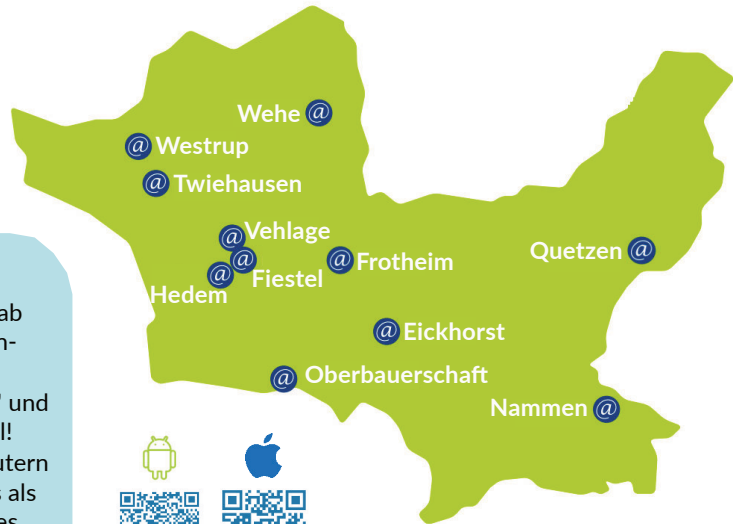 Wehe @
@ Westrup
@ Twiehausen
@ Vehlage
@ Fiestel
@ Hedem
@ Frotheim
Quetzen @
@ Eickhorst
@ Oberbauerschaft
Nammen @
ab
n-
und
l!
utern
s als
es